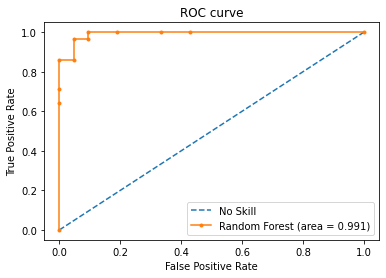 ROC curve
1.0
0.8
0.6
0.4
0.2
0.0
True Positive Rate
No Skill
Random Forest (area = 0.991)
0.0 0.2 0.4 0.6 0.8 1.0
False Positive Rate